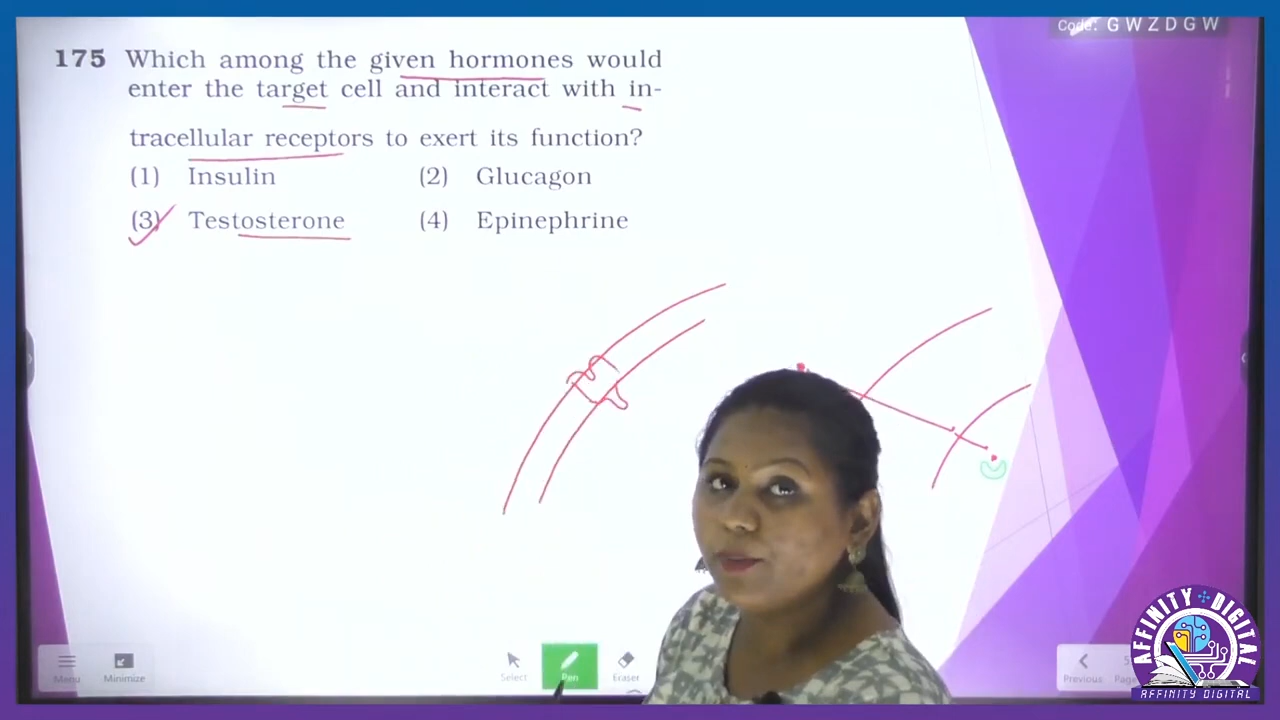 Code: G W Z D G W
175 Which among the given hormones would
enter the target cell and interact with in-
tracellular receptors to exert its function?
(1) Insulin (2) Glucagon
(3) Testosterone (4) Epinephrine
Menu Minimize Select Pen Eraser Previous
AFFINITY DIGITAL
AFFINITY DIGITAL